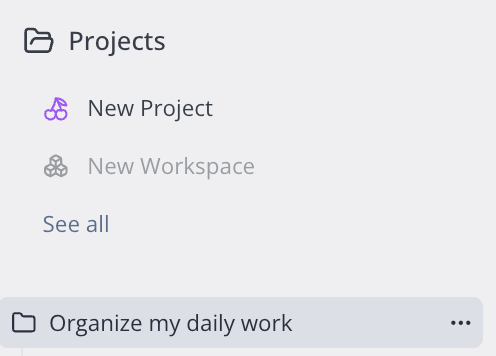 Projects
New Project
New Workspace
See all
Organize my daily work